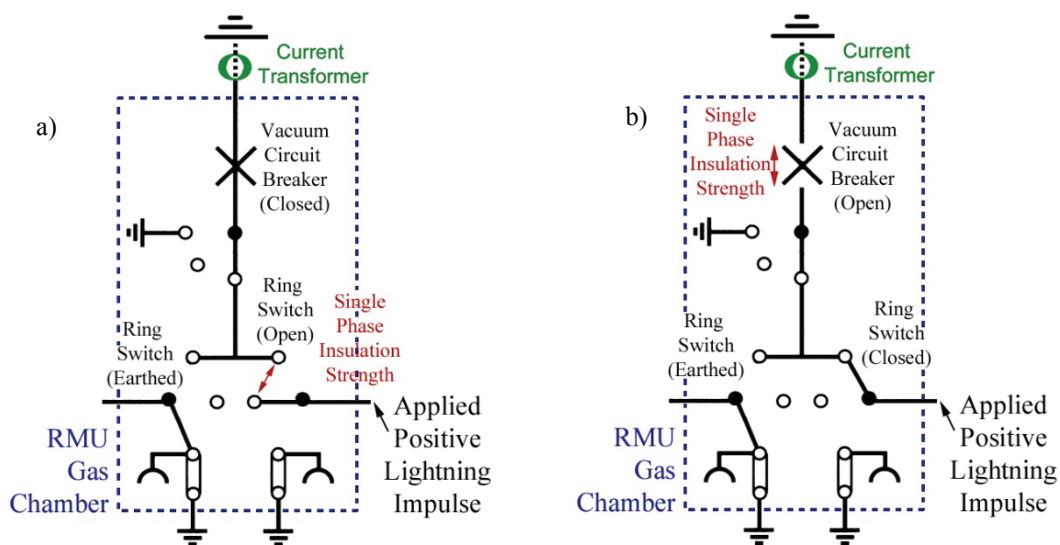 a)
Current
Transformer
Vacuum
Circuit
Breaker
(Closed)
Ring
Switch
(Open)
Single
Phase
Insulation
Strength
Ring
Switch
(Earthed)
RMU
Gas
Chamber
Applied
Positive
Lightning
Impulse
b)
Current
Transformer
Single
Phase
Insulation
Strength
Vacuum
Circuit
Breaker
(Open)
Ring
Switch
(Earthed)
Ring
Switch
(Closed)
RMU
Gas
Chamber
Applied
Positive
Lightning
Impulse